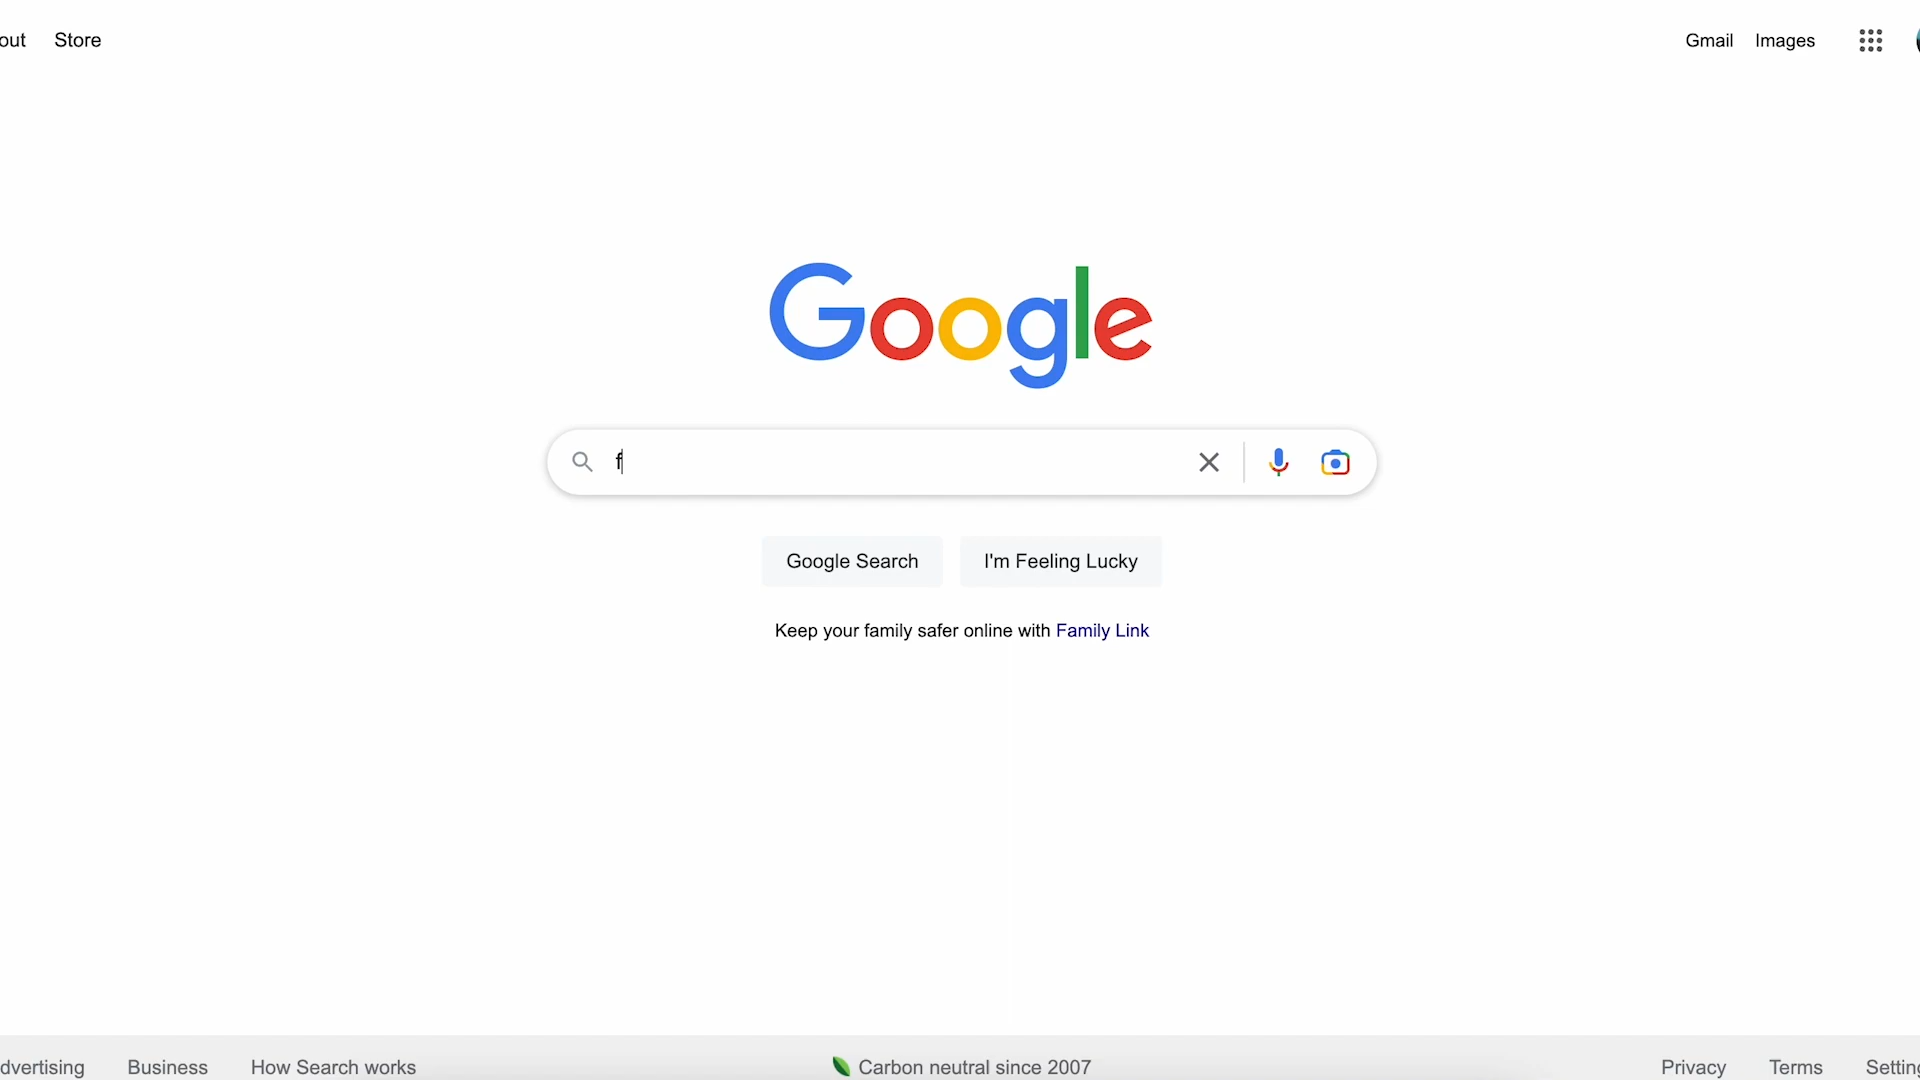 out Store Gmail Images
Google
f
Google Search I'm Feeling Lucky
Keep your family safer online with Family Link
dvertising Business How Search works Carbon neutral since 2007 Privacy Terms Setting